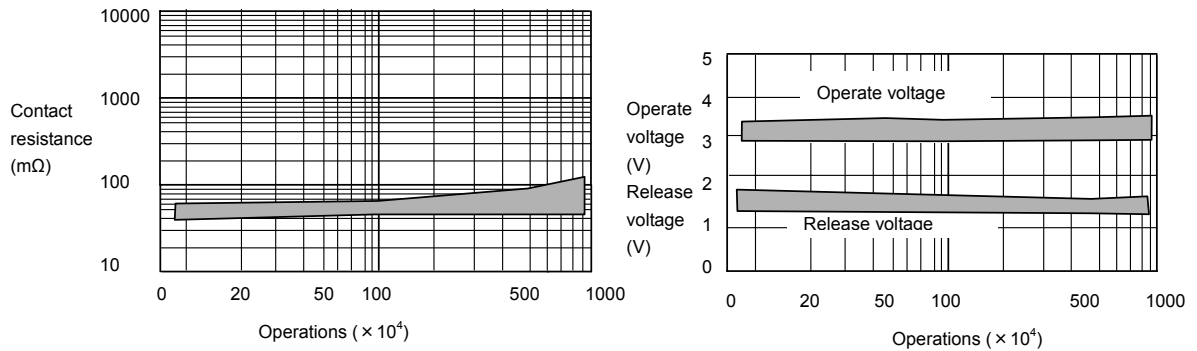 10000
1000
100
10
Contact
resistance
(mΩ)
0 20 50 100 500 1000
Operations (×10⁴)
5
4
3
2
1
0
Operate
voltage
(V)
Release
voltage
(V)
Operate voltage
Release voltage
0 20 50 100 500 1000
Operations (×10⁴)